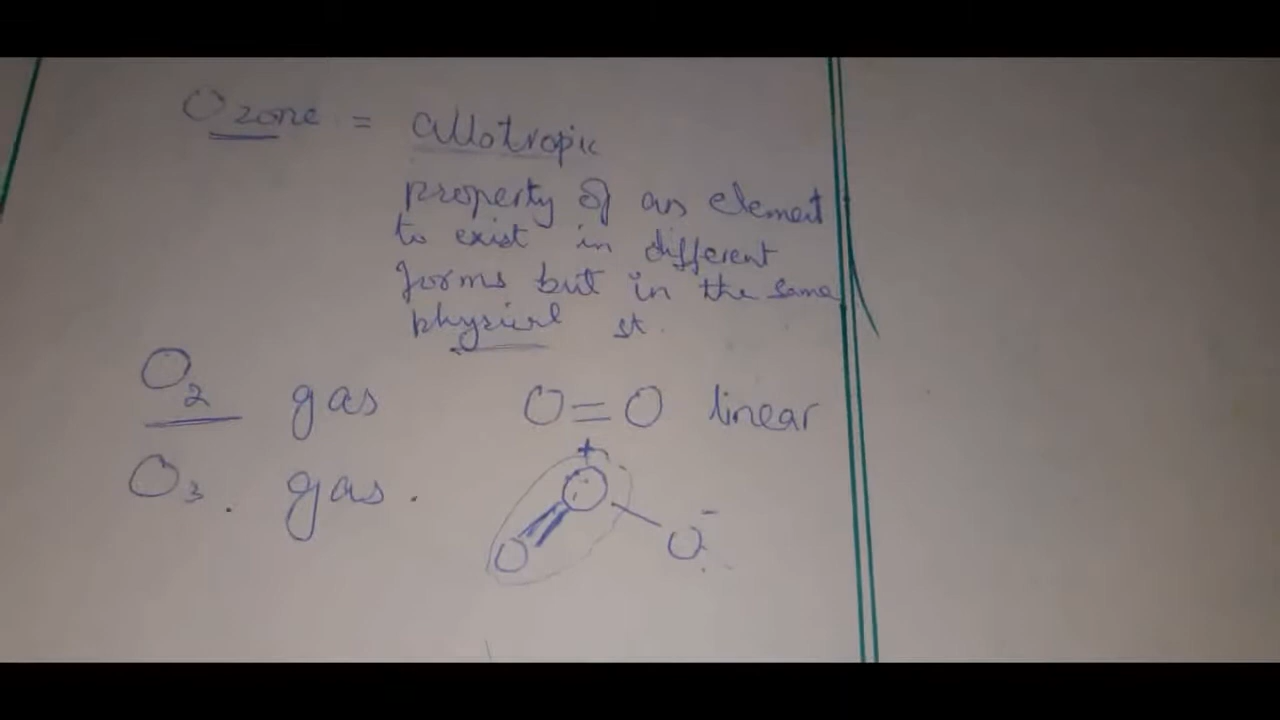 Ozone = allotropic
property of an element
to exist in different
forms but in the same
physical st.
O₂ gas O=O linear
O₃ . gas .
+
O
O O⁻